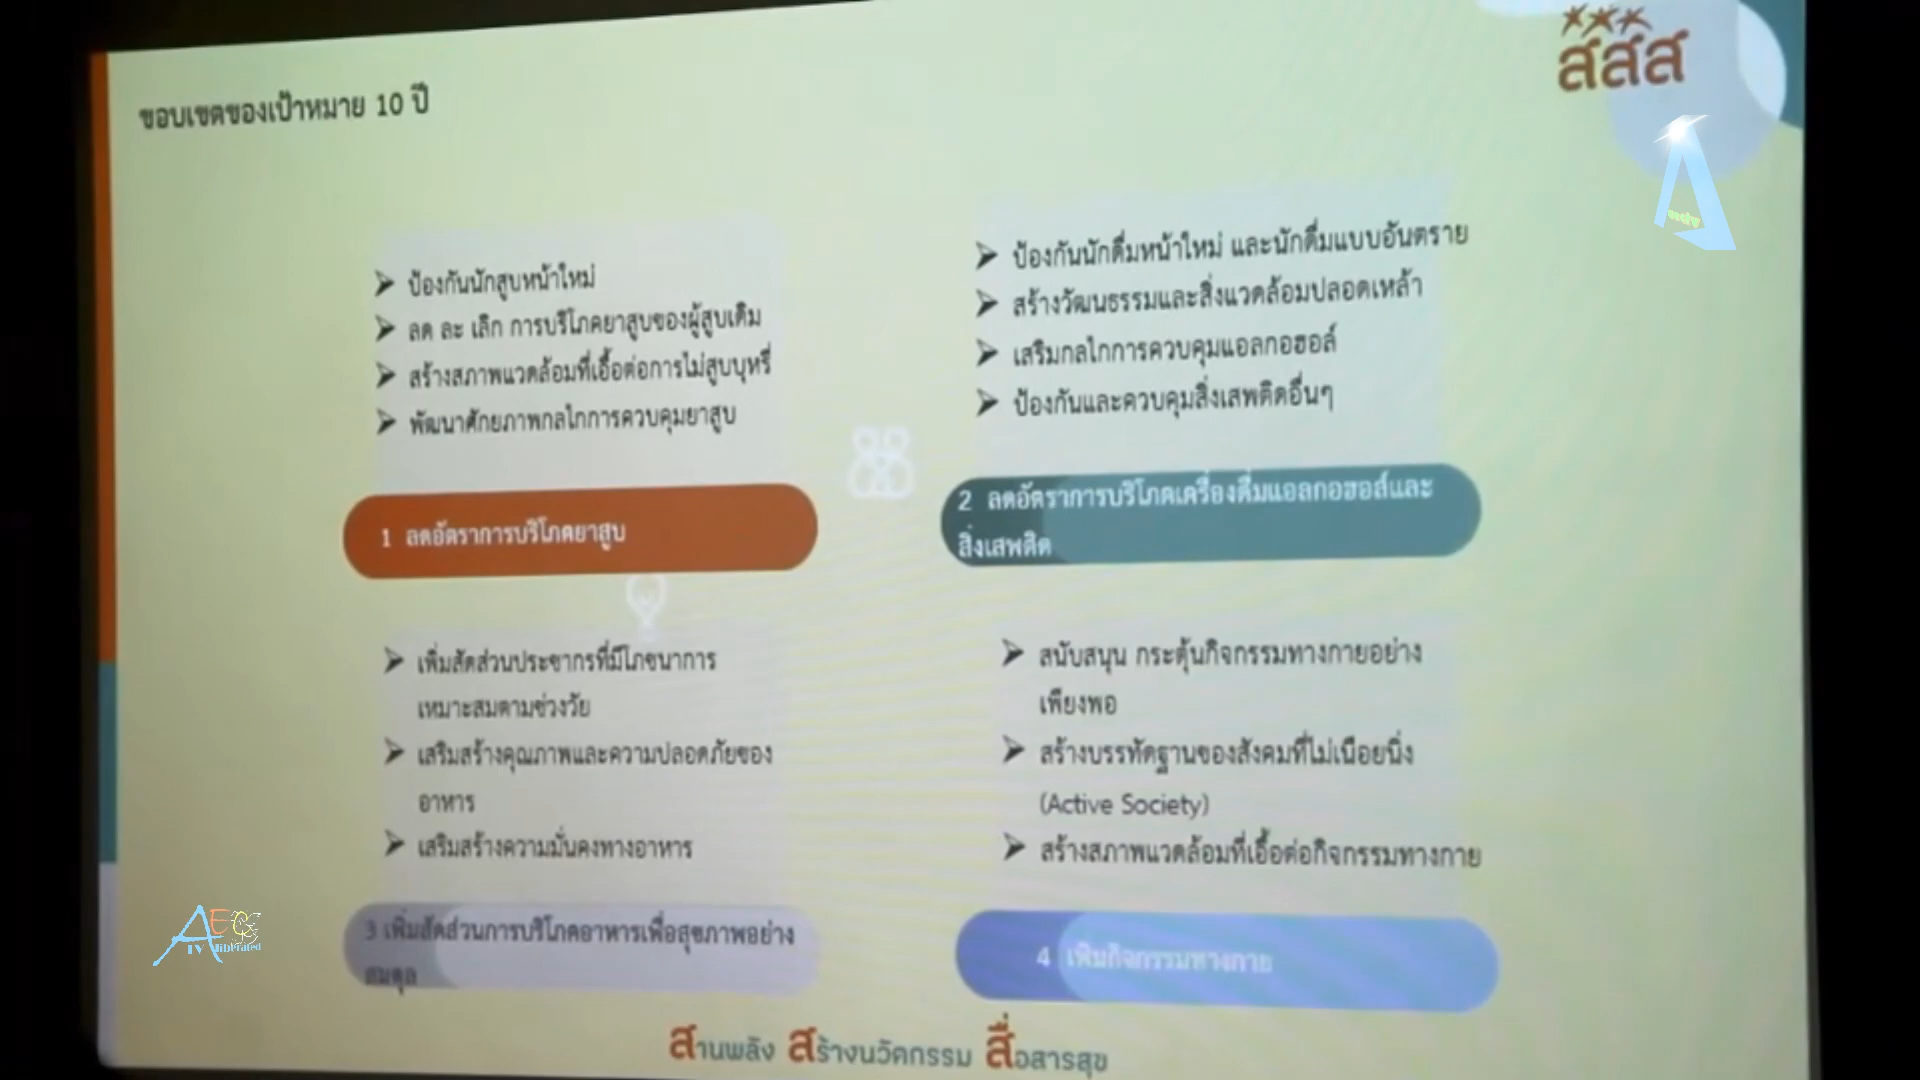 สสส
ขอบเขตของเป้าหมาย 10 ปี
➢ ป้องกันนักสูบหน้าใหม่
➢ ลด ละ เลิก การบริโภคยาสูบของผู้สูบเดิม
➢ สร้างสภาพแวดล้อมที่เอื้อต่อการไม่สูบบุหรี่
➢ พัฒนาศักยภาพกลไกการควบคุมยาสูบ
1 ลดอัตราการบริโภคยาสูบ
➢ ป้องกันนักดื่มหน้าใหม่ และนักดื่มแบบอันตราย
➢ สร้างวัฒนธรรมและสิ่งแวดล้อมปลอดเหล้า
➢ เสริมกลไกการควบคุมแอลกอฮอล์
➢ ป้องกันและควบคุมสิ่งเสพติดอื่นๆ
2 ลดอัตราการบริโภคเครื่องดื่มแอลกอฮอล์และ
สิ่งเสพติด
➢ เพิ่มสัดส่วนประชากรที่มีโภชนาการ
เหมาะสมตามช่วงวัย
➢ เสริมสร้างคุณภาพและความปลอดภัยของ
อาหาร
➢ เสริมสร้างความมั่นคงทางอาหาร
3 เพิ่มสัดส่วนการบริโภคอาหารเพื่อสุขภาพอย่าง
สมดุล
➢ สนับสนุน กระตุ้นกิจกรรมทางกายอย่าง
เพียงพอ
➢ สร้างบรรทัดฐานของสังคมที่ไม่เนือยนิ่ง
(Active Society)
➢ สร้างสภาพแวดล้อมที่เอื้อต่อกิจกรรมทางกาย
4 เพิ่มกิจกรรมทางกาย
สานพลัง สร้างนวัตกรรม สื่อสารสุข